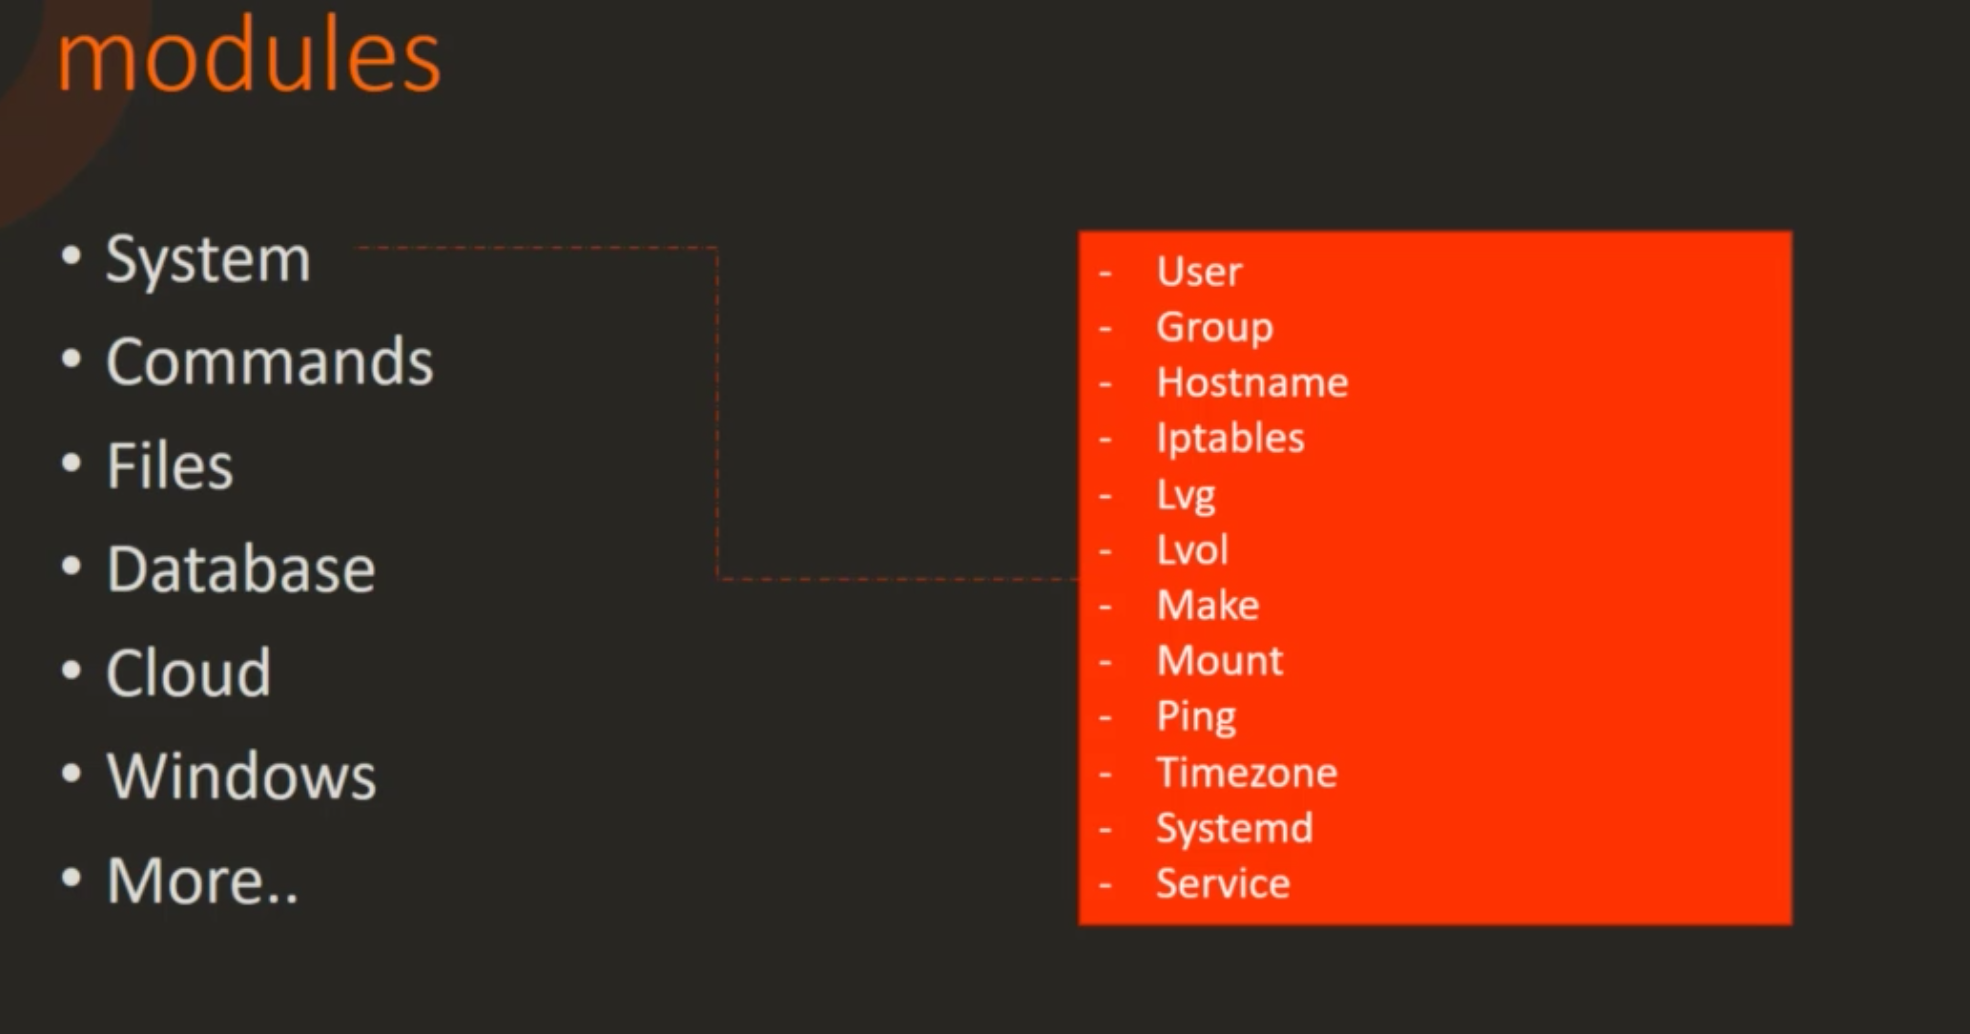 modules
• System
• Commands
• Files
• Database
• Cloud
• Windows
• More..
- User
- Group
- Hostname
- Iptables
- Lvg
- Lvol
- Make
- Mount
- Ping
- Timezone
- Systemd
- Service